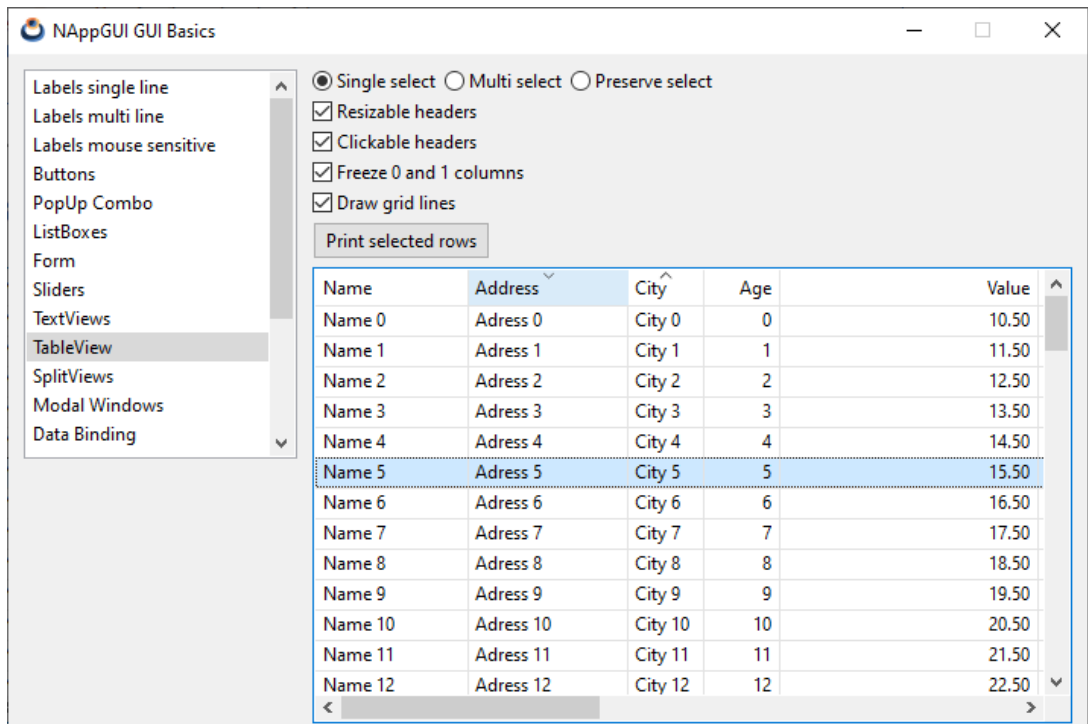 NAppGUI GUI Basics
Labels single line
Labels multi line
Labels mouse sensitive
Buttons
PopUp Combo
ListBoxes
Form
Sliders
TextViews
TableView
SplitViews
Modal Windows
Data Binding
Single select Multi select Preserve select
Resizable headers
Clickable headers
Freeze 0 and 1 columns
Draw grid lines
Print selected rows
Name Address City Age Value
Name 0 Adress 0 City 0 0 10.50
Name 1 Adress 1 City 1 1 11.50
Name 2 Adress 2 City 2 2 12.50
Name 3 Adress 3 City 3 3 13.50
Name 4 Adress 4 City 4 4 14.50
Name 5 Adress 5 City 5 5 15.50
Name 6 Adress 6 City 6 6 16.50
Name 7 Adress 7 City 7 7 17.50
Name 8 Adress 8 City 8 8 18.50
Name 9 Adress 9 City 9 9 19.50
Name 10 Adress 10 City 10 10 20.50
Name 11 Adress 11 City 11 11 21.50
Name 12 Adress 12 City 12 12 22.50